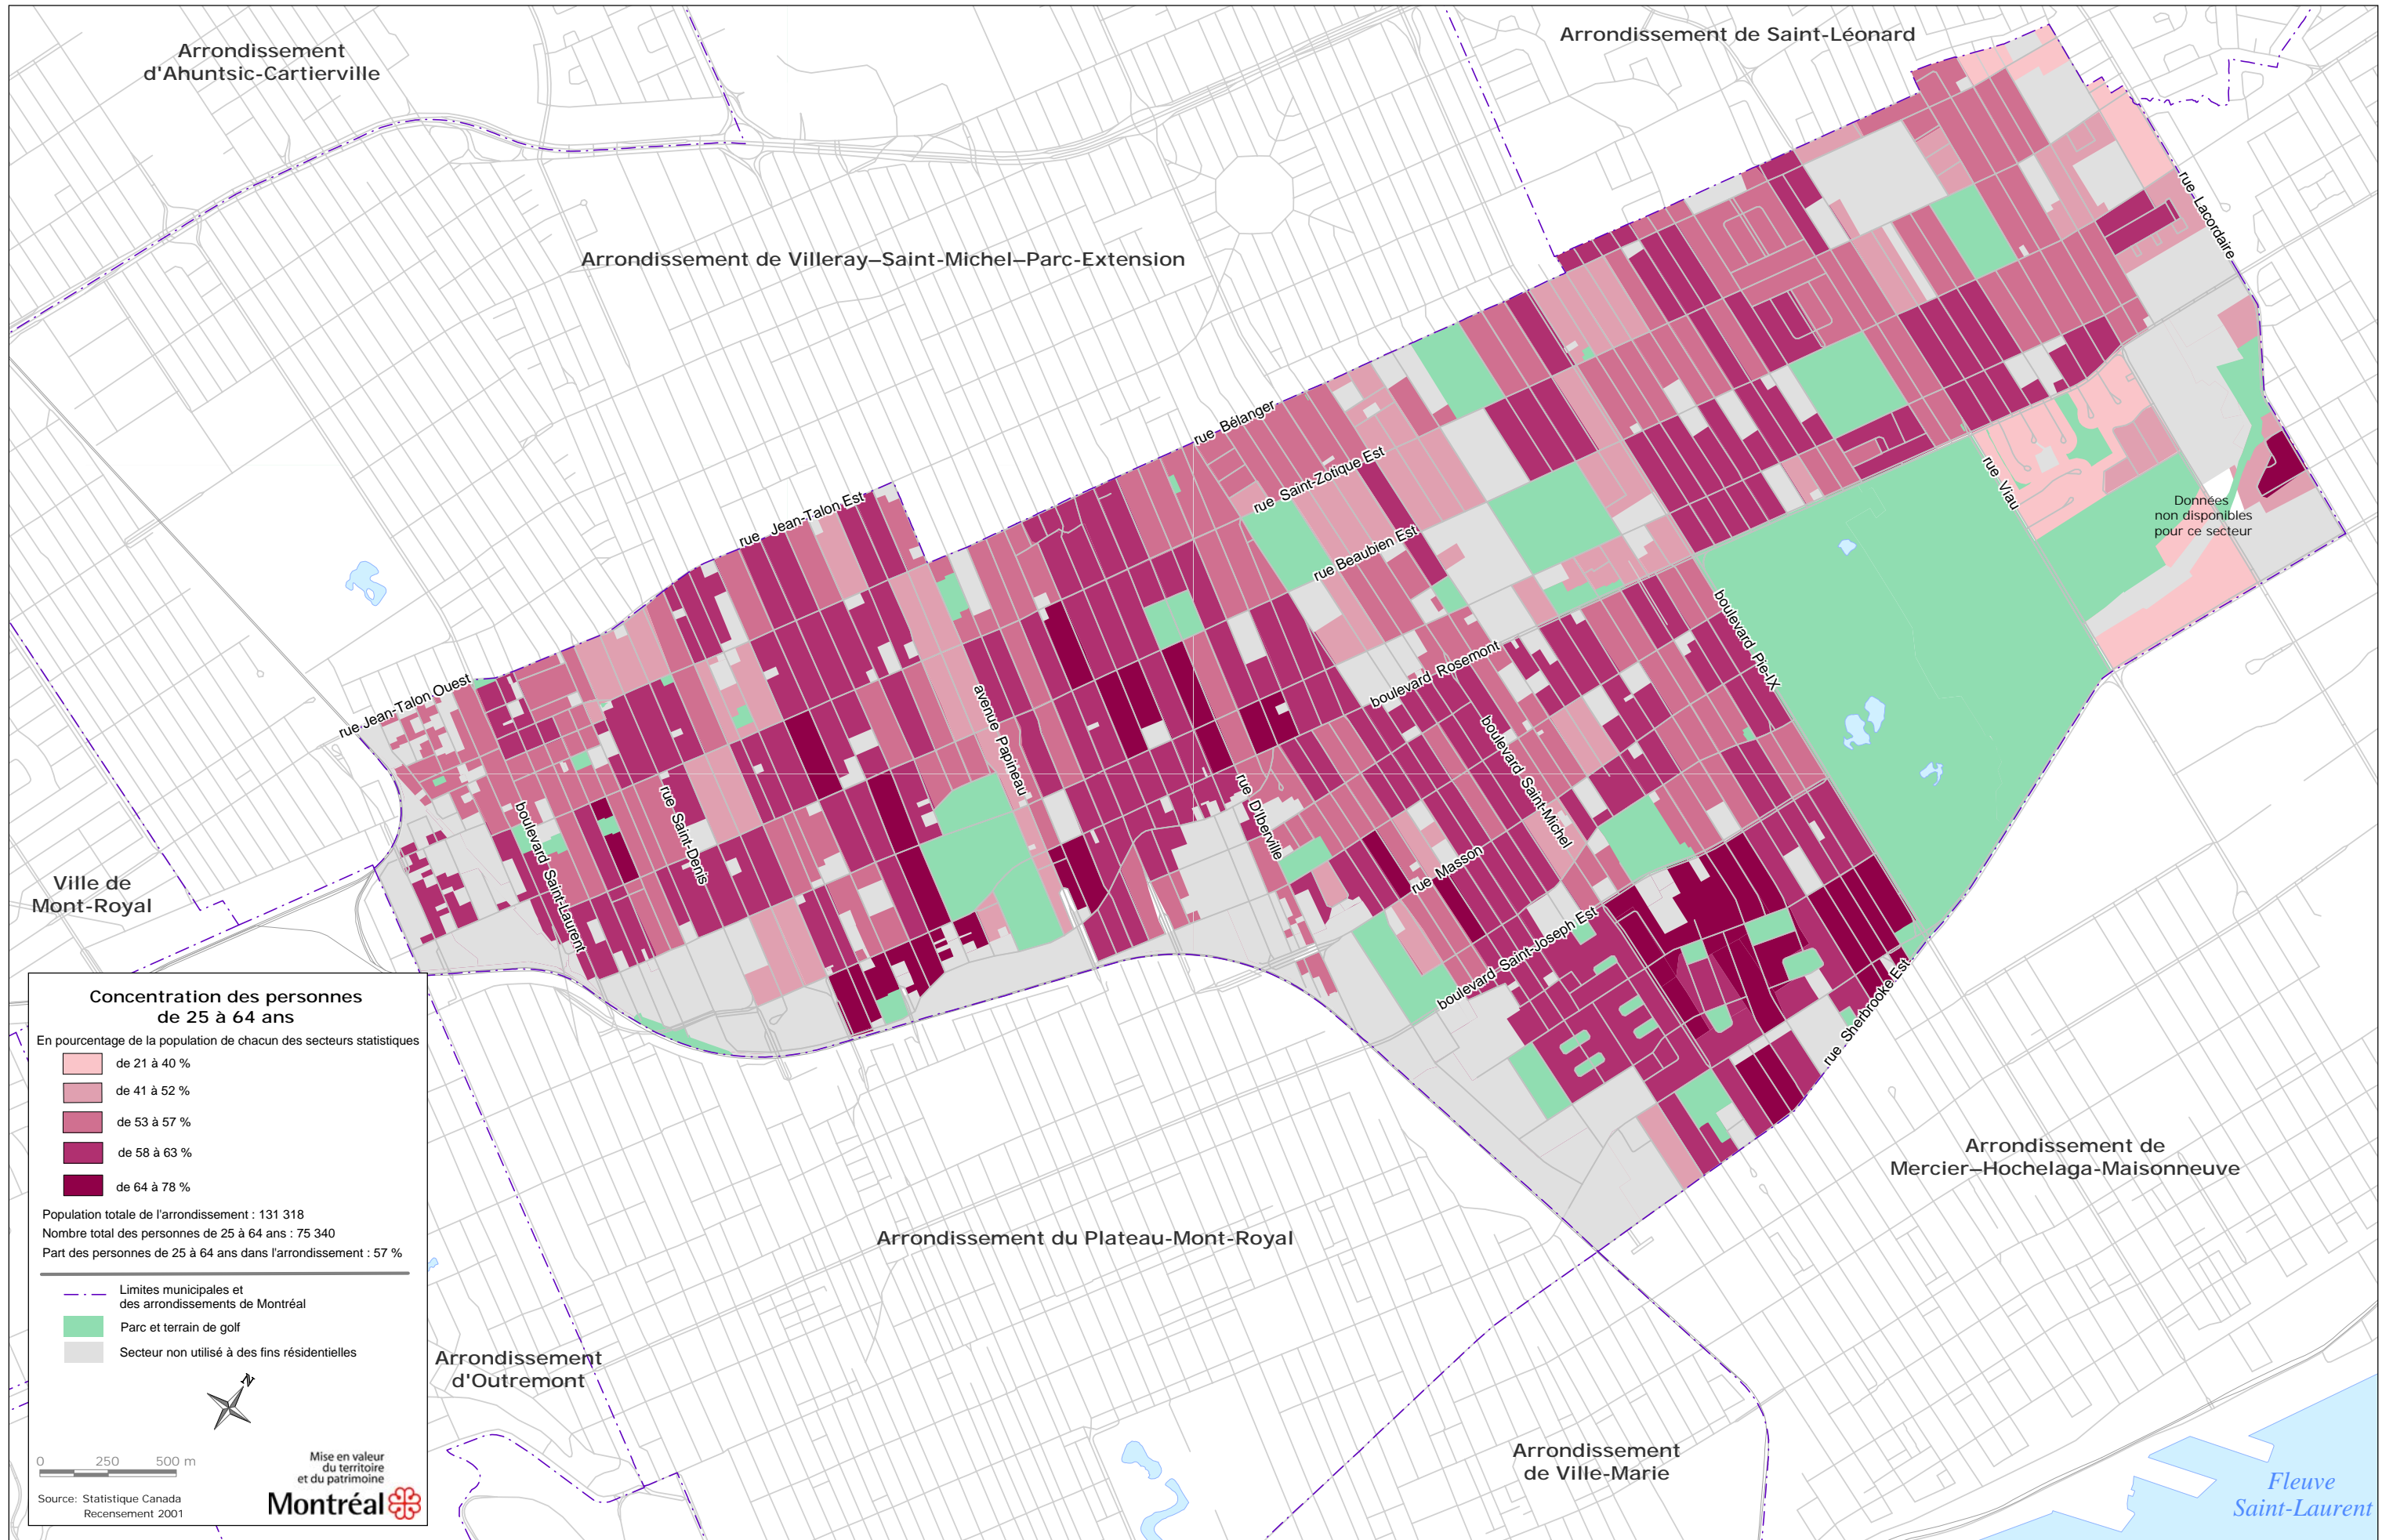 Arrondissement
d'Ahuntsic-Cartierville
Arrondissement de Saint-Léonard
Arrondissement de Villeray–Saint-Michel–Parc-Extension
rue Lacordaire
rue Bélanger
rue Saint-Zotique Est
rue Beaubien Est
rue Jean-Talon Est
rue Viau
Données
non disponibles
pour ce secteur
boulevard Pie-IX
boulevard Rosemont
rue Jean-Talon Ouest
avenue Papineau
boulevard Saint-Michel
rue D'Iberville
rue Saint-Denis
boulevard Saint-Laurent
rue Masson
boulevard Saint-Joseph Est
rue Sherbrooke Est
Ville de
Mont-Royal
Arrondissement de
Mercier–Hochelaga-Maisonneuve
Arrondissement du Plateau-Mont-Royal
Arrondissement
d'Outremont
Arrondissement
de Ville-Marie
Fleuve
Saint-Laurent
Concentration des personnes
de 25 à 64 ans
En pourcentage de la population de chacun des secteurs statistiques
de 21 à 40 %
de 41 à 52 %
de 53 à 57 %
de 58 à 63 %
de 64 à 78 %
Population totale de l'arrondissement : 131 318
Nombre total des personnes de 25 à 64 ans : 75 340
Part des personnes de 25 à 64 ans dans l'arrondissement : 57 %
Limites municipales et
des arrondissements de Montréal
Parc et terrain de golf
Secteur non utilisé à des fins résidentielles
N
0 250 500 m
Source: Statistique Canada
Recensement 2001
Mise en valeur
du territoire
et du patrimoine
Montréal